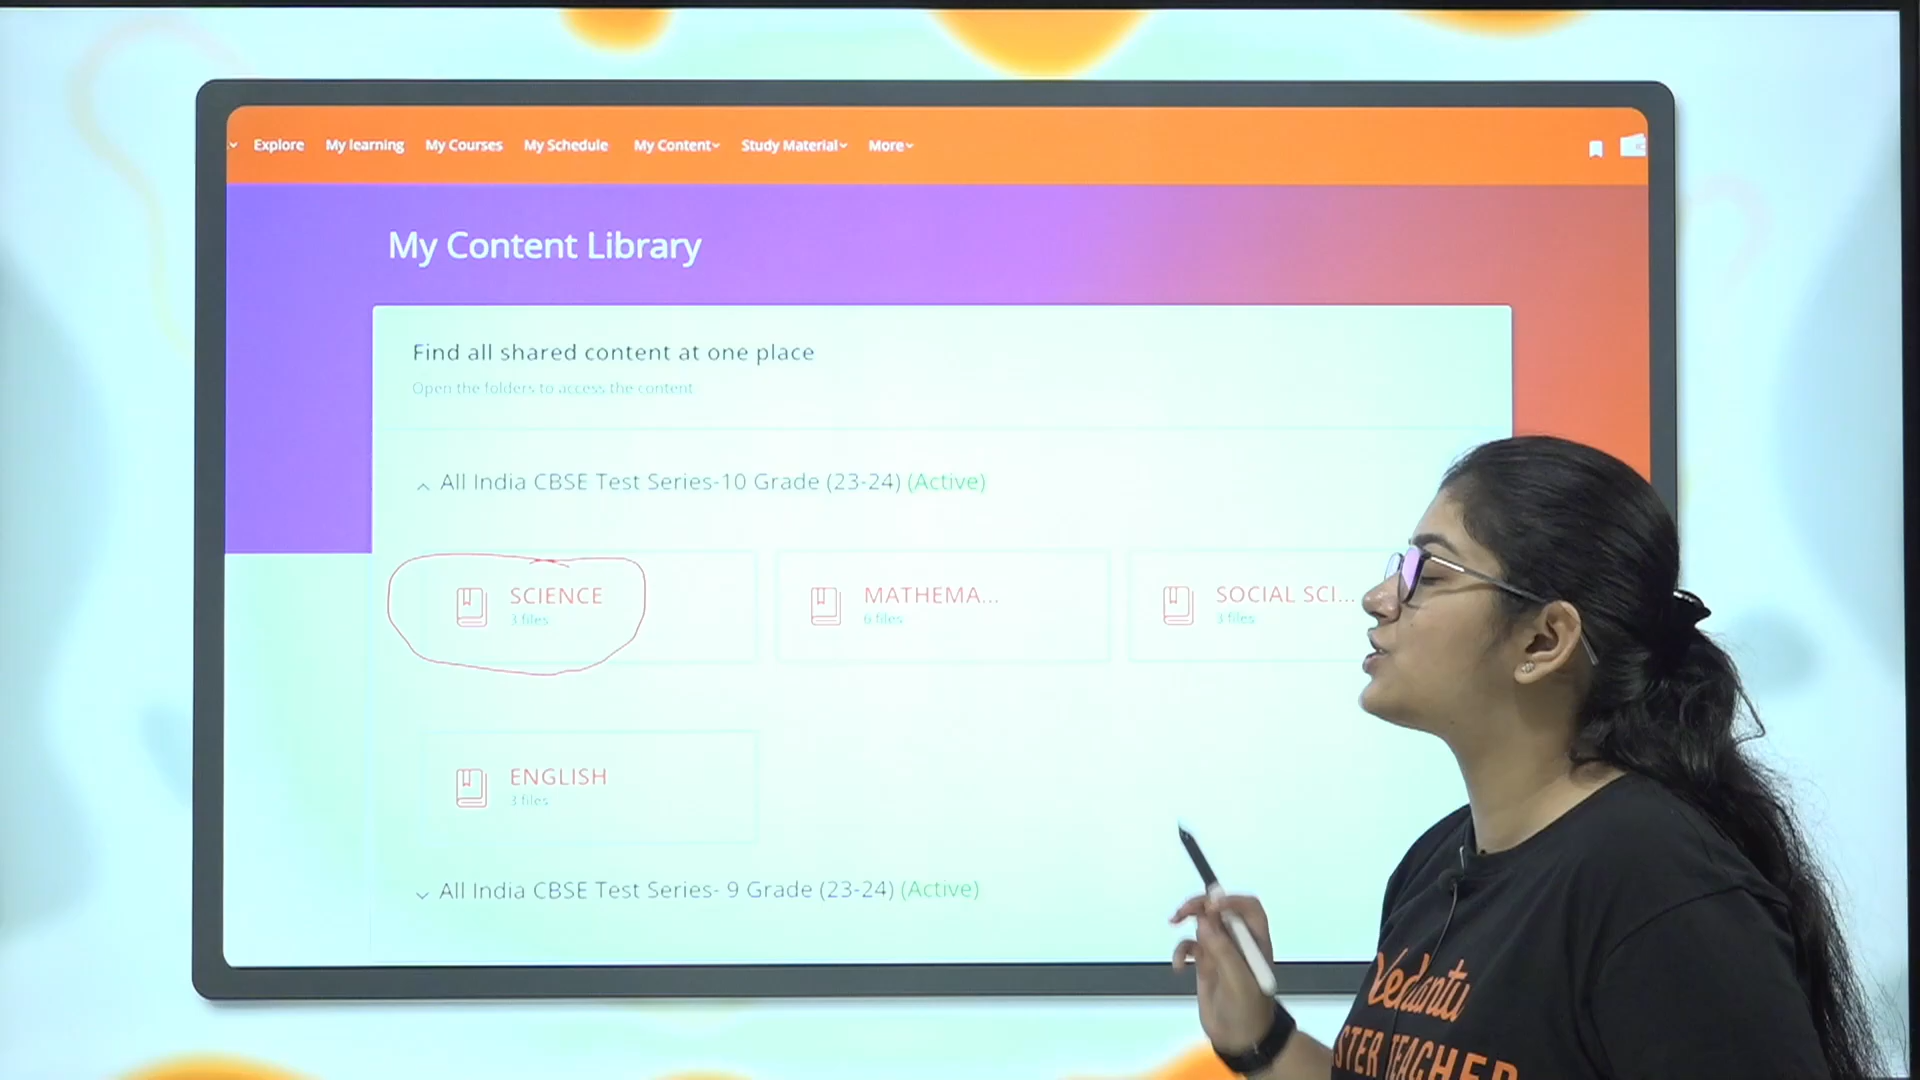 Explore My learning My Courses My Schedule My Content Study Material More
My Content Library
Find all shared content at one place
Open the folders to access the content
All India CBSE Test Series-10 Grade (23-24) (Active)
SCIENCE
3 files
MATHEMA...
6 files
SOCIAL SCI...
3 files
ENGLISH
3 files
All India CBSE Test Series- 9 Grade (23-24) (Active)
Vedantu
STER TEACHER